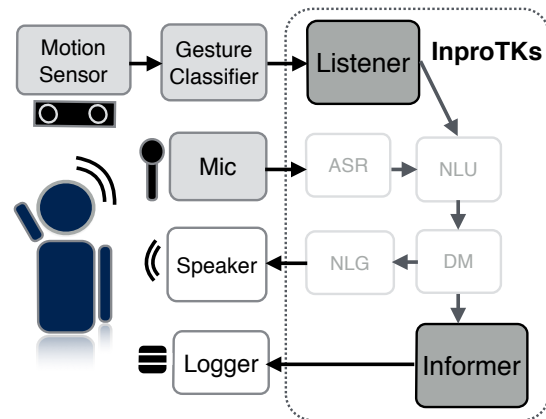 Motion
Sensor
Gesture
Classifier
Listener
InproTKs
Mic
ASR
NLU
Speaker
NLG
DM
Logger
Informer